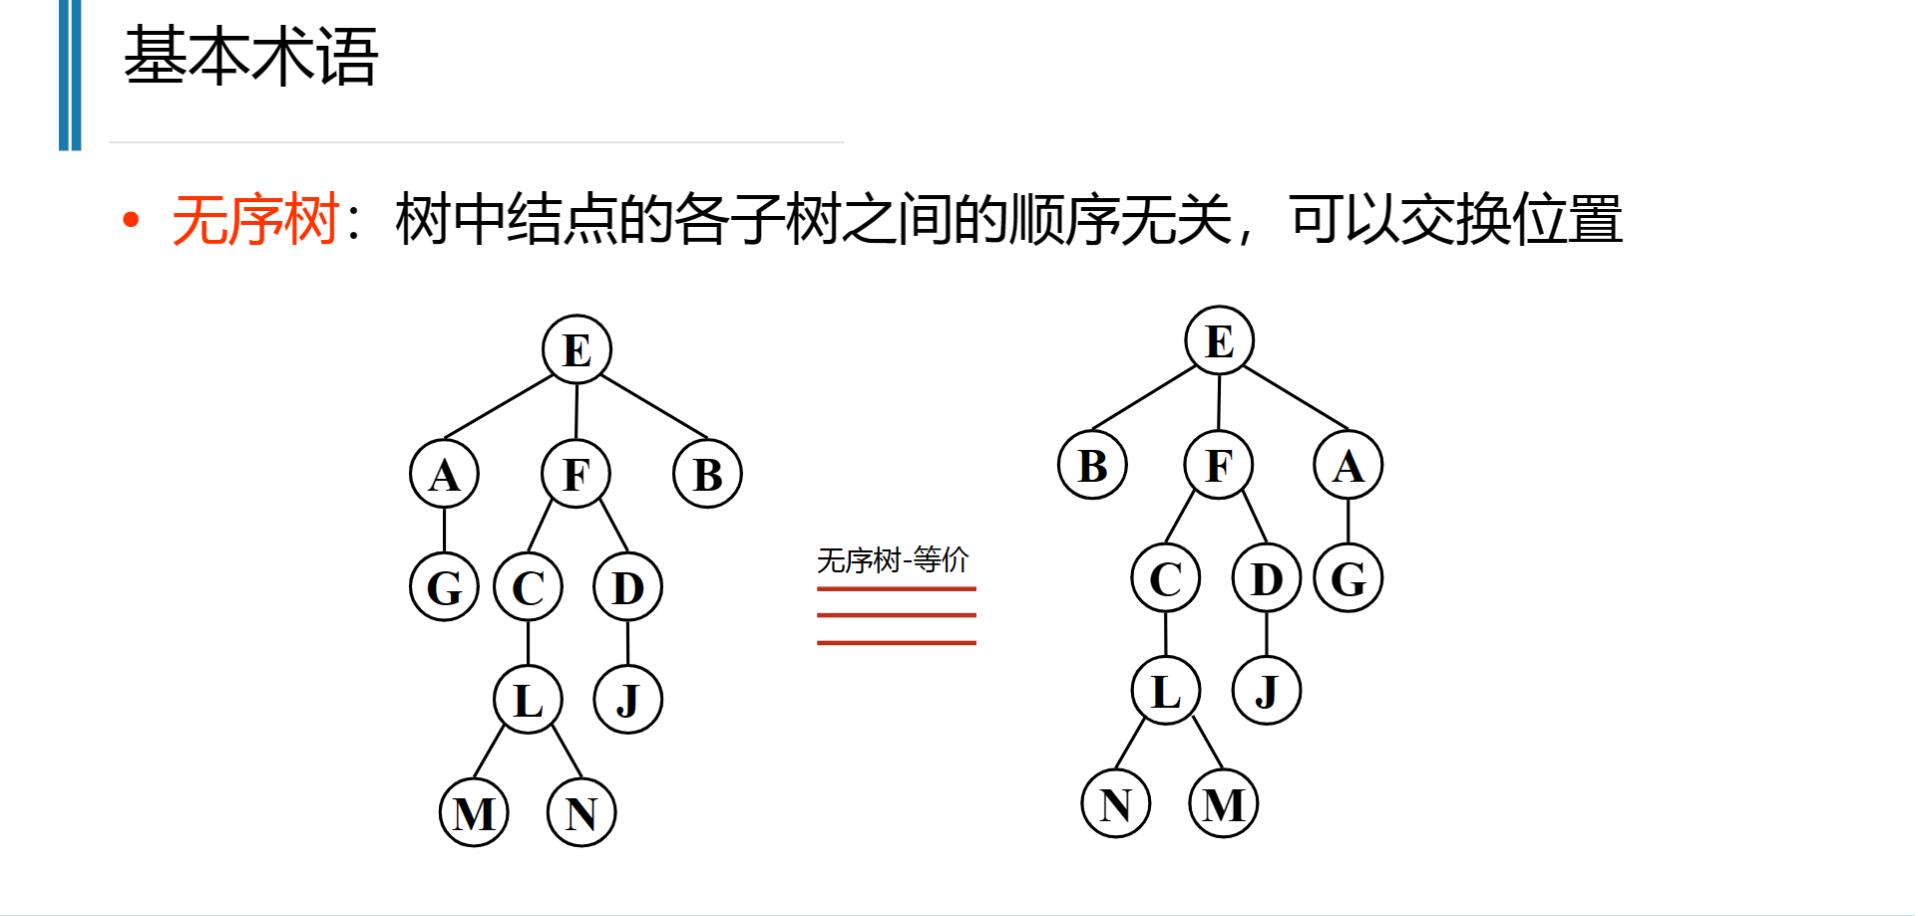 基本术语
• 无序树：树中结点的各子树之间的顺序无关，可以交换位置
E
A F B
G C D
L J
M N
无序树-等价
E
B F A
C D G
L J
N M